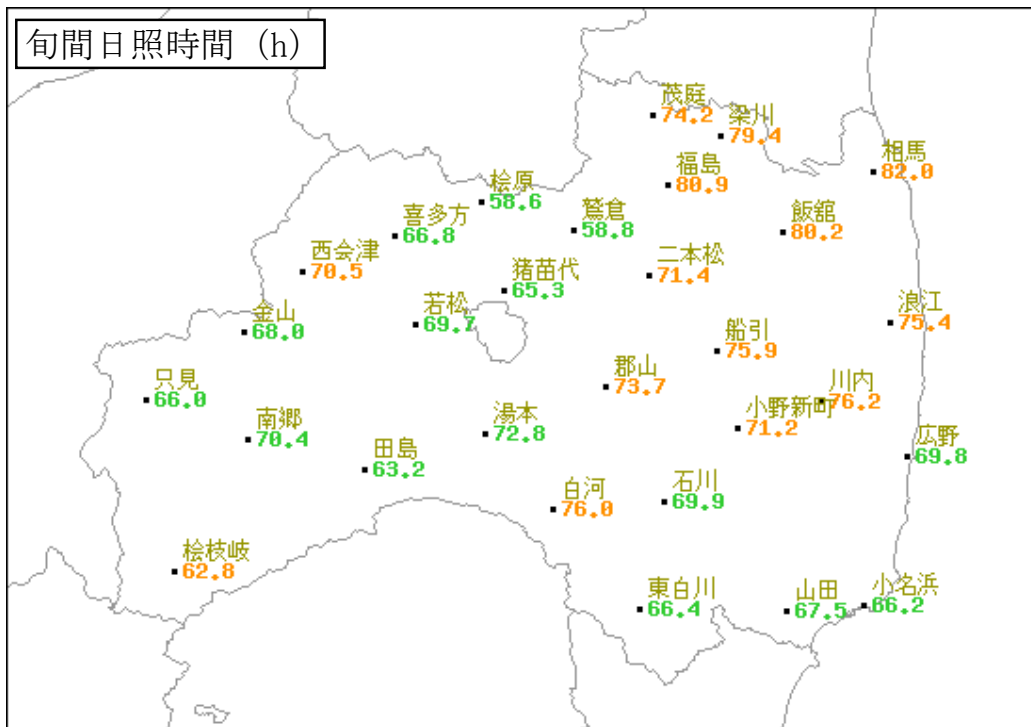 旬間日照時間 (h)
茂庭
74.2
梁川
79.4
相馬
82.0
福島
80.9
桧原
58.6
鷲倉
58.8
飯舘
80.2
喜多方
66.8
西会津
70.5
二本松
71.4
猪苗代
65.3
若松
69.7
金山
68.0
浪江
75.4
船引
75.9
郡山
73.7
川内
76.2
只見
66.0
小野新町
71.2
湯本
72.8
南郷
70.4
田島
63.2
広野
69.8
白河
76.0
石川
69.9
桧枝岐
62.8
東白川
66.4
山田
67.5
小名浜
66.2